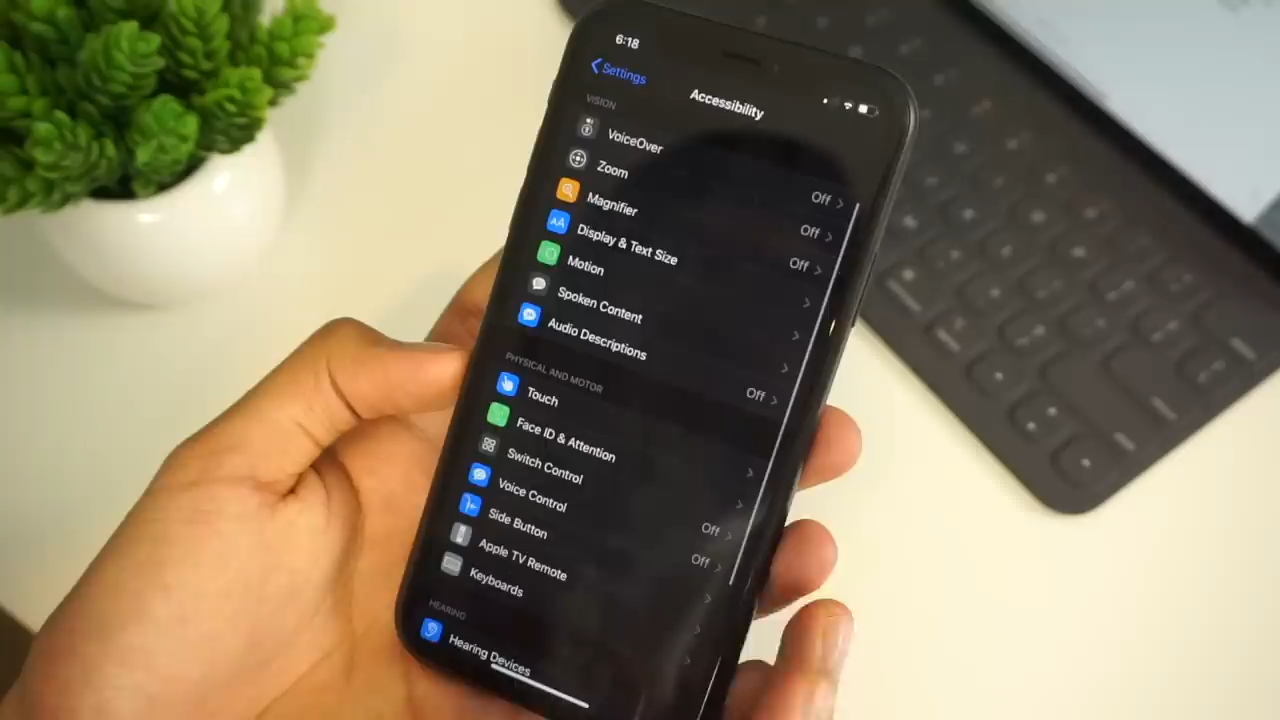 6:18
Settings
Accessibility
VISION
VoiceOver Off
Zoom Off
Magnifier Off
Display & Text Size
Motion
Spoken Content
Audio Descriptions Off
PHYSICAL AND MOTOR
Touch
Face ID & Attention
Switch Control Off
Voice Control Off
Side Button
Apple TV Remote
Keyboards
HEARING
Hearing Devices